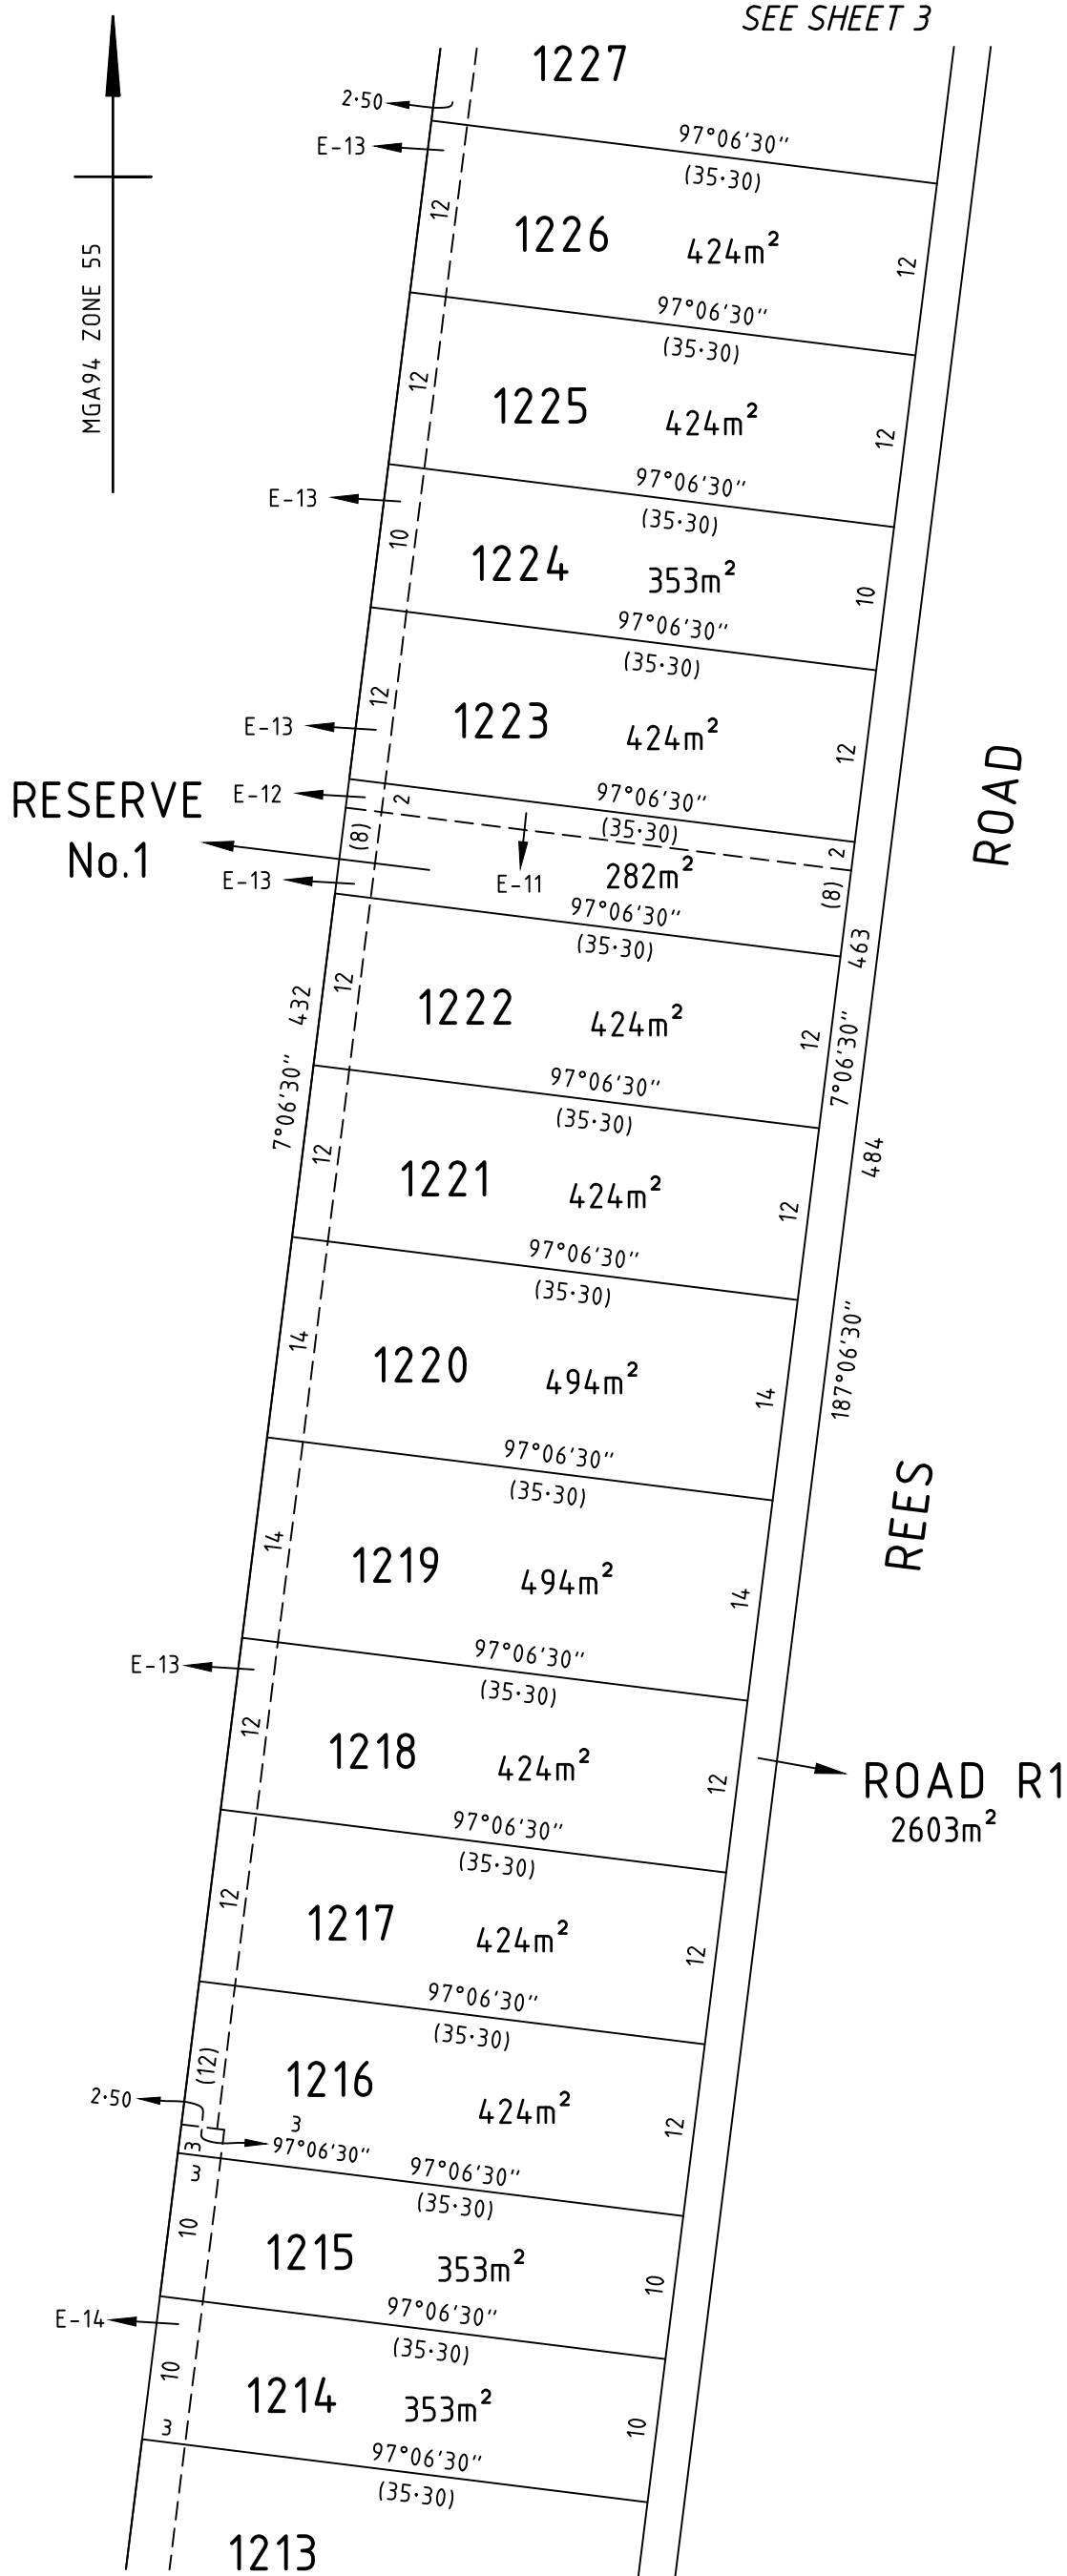 SEE SHEET 3
1227
2·50
E-13
97°06'30"
(35·30)
12
1226
424m²
12
MGA94 ZONE 55
97°06'30"
(35·30)
12
1225
424m²
12
97°06'30"
(35·30)
E-13
10
1224
353m²
10
97°06'30"
(35·30)
12
1223
424m²
12
E-13
ROAD
RESERVE
No.1
E-12
2
97°06'30"
(35·30)
2
(8)
E-13
E-11
282m²
(8)
97°06'30"
(35·30)
463
432
12
1222
424m²
12
7°06'30"
7°06'30"
97°06'30"
(35·30)
484
12
1221
424m²
12
97°06'30"
(35·30)
14
1220
494m²
14
187°06'30"
97°06'30"
(35·30)
REES
14
1219
494m²
14
97°06'30"
(35·30)
E-13
12
1218
424m²
12
ROAD R1
2603m²
97°06'30"
(35·30)
12
1217
424m²
12
97°06'30"
(35·30)
(12)
1216
424m²
12
2·50
3
3
97°06'30"
97°06'30"
(35·30)
3
10
1215
353m²
10
97°06'30"
(35·30)
E-14
10
1214
353m²
10
3
97°06'30"
(35·30)
1213